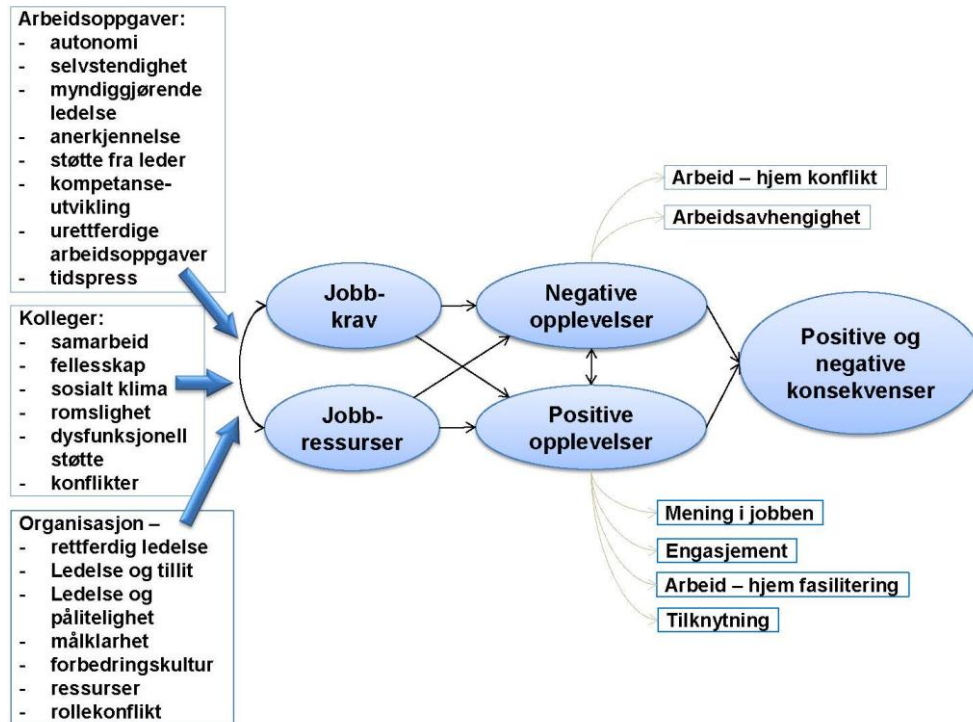 Arbeidsoppgaver:
- autonomi
- selvstendighet
- myndiggjørende
ledelse
- anerkjennelse
- støtte fra leder
- kompetanse-
utvikling
- urettferdige
arbeidsoppgaver
- tidspress
Kolleger:
- samarbeid
- fellesskap
- sosialt klima
- romslighet
- dysfunksjonell
støtte
- konflikter
Organisasjon –
- rettferdig ledelse
- Ledelse og tillit
- Ledelse og
pålitelighet
- målklarhet
- forbedringskultur
- ressurser
- rollekonflikt
Jobb-
krav
Jobb-
ressurser
Negative
opplevelser
Positive
opplevelser
Arbeid – hjem konflikt
Arbeidsavhengighet
Mening i jobben
Engasjement
Arbeid – hjem fasilitering
Tilknytning
Positive og
negative
konsekvenser